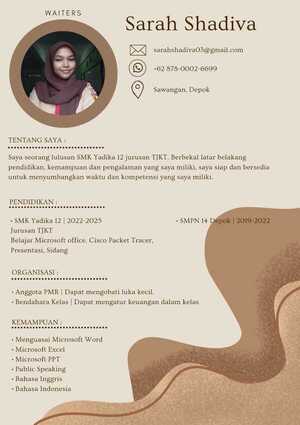 WAITERS
Sarah Shadiva
sarahshadiva03@gmail.com
+62 878-0002-6699
Sawangan, Depok
TENTANG SAYA :
Saya seorang lulusan SMK Yadika 12 jurusan TJKT. Berbekal latar belakang
pendidikan, kemampuan dan pengalaman yang saya miliki, saya siap dan bersedia
untuk menyumbangkan waktu dan kompetensi yang saya miliki.
PENDIDIKAN :
• SMK Yadika 12 | 2022-2025
Jurusan TJKT
Belajar Microsoft office, Cisco Packet Tracer,
Presentasi, Sidang
• SMPN 14 Depok | 2019-2022
ORGANISASI :
• Anggota PMR | Dapat mengobati luka kecil.
• Bendahara Kelas | Dapat mengatur keuangan dalam kelas
KEMAMPUAN :
• Menguasai Microsoft Word
• Microsoft Excel
• Microsoft PPT
• Public Speaking
• Bahasa Inggris
• Bahasa Indonesia